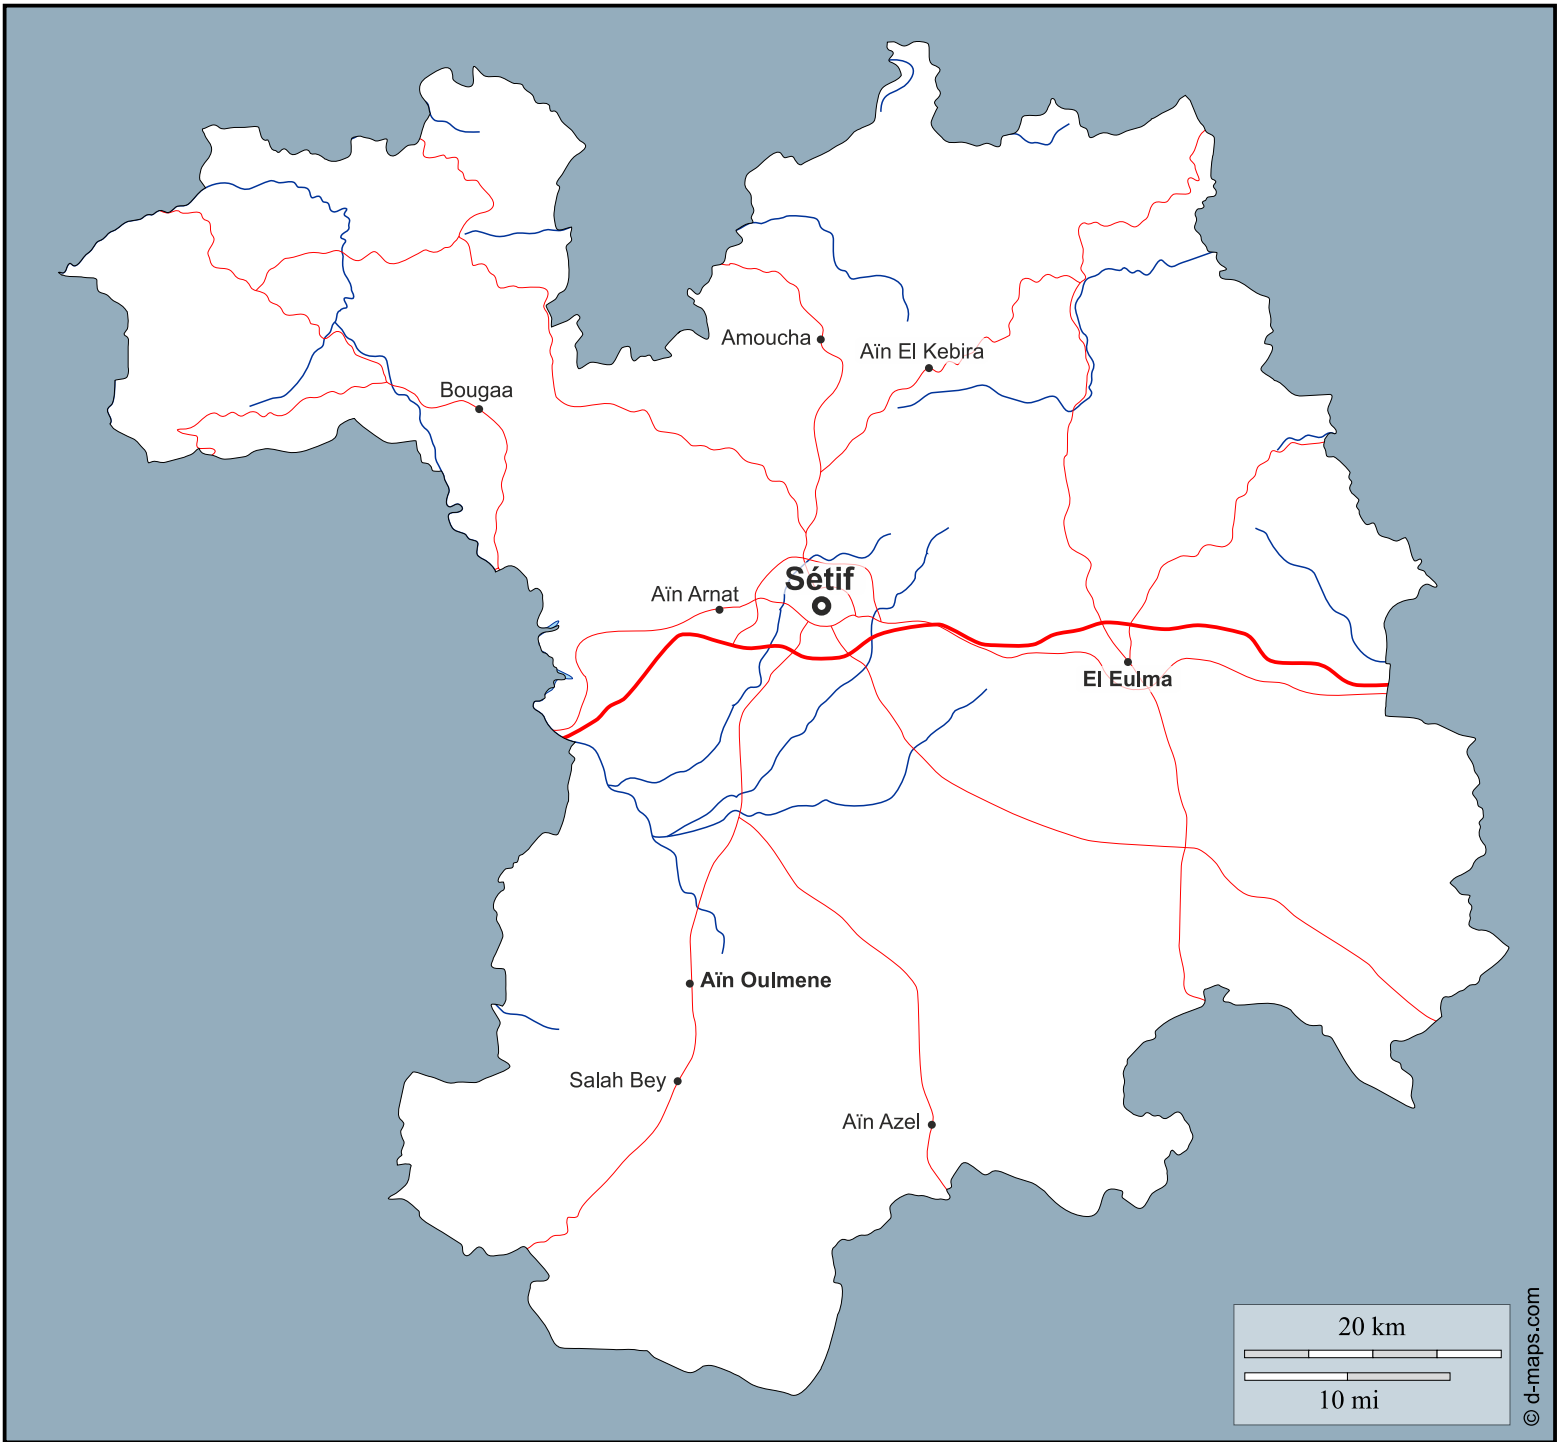 Amoucha
Aïn El Kebira
Bougaa
Sétif
Aïn Arnat
El Eulma
Aïn Oulmene
Salah Bey
Aïn Azel
20 km
10 mi
© d-maps.com